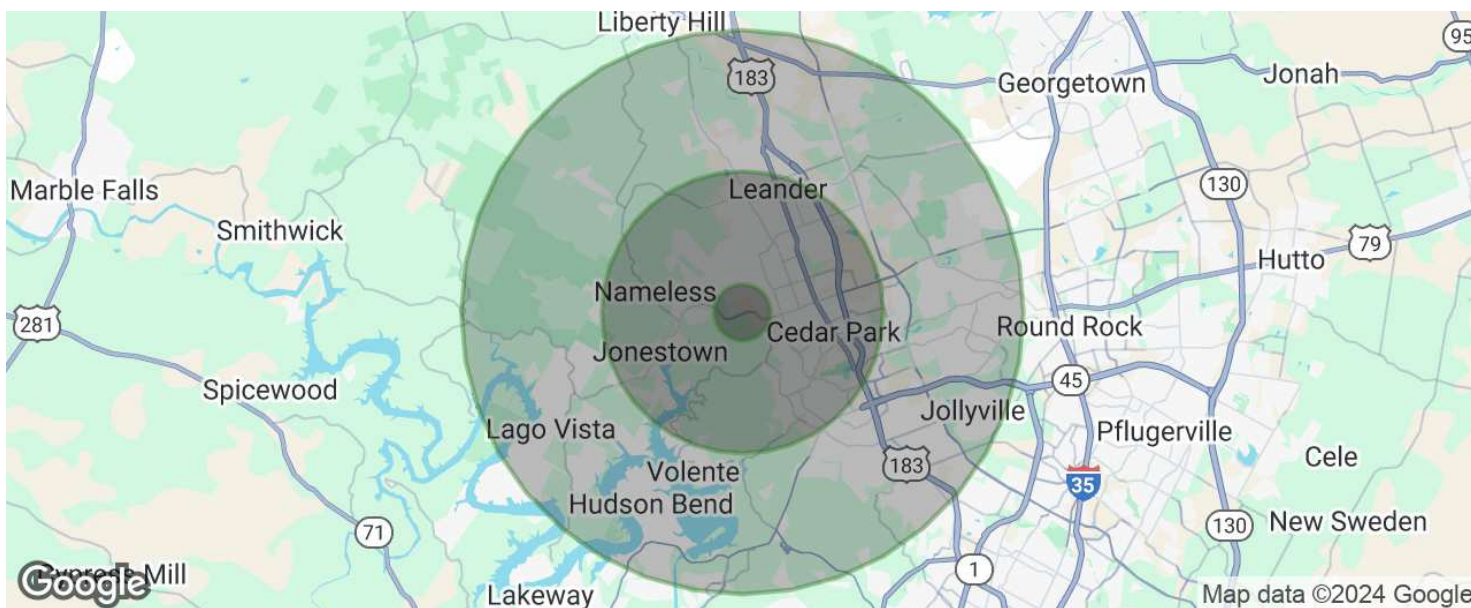 Liberty Hill
95
183
Georgetown
Jonah
Marble Falls
Leander
130
Smithwick
79
Hutto
Nameless
281
Cedar Park
Round Rock
Jonestown
45
Spicewood
Jollyville
Lago Vista
Pflugerville
Cele
Volente
183
35
Hudson Bend
71
130
New Sweden
1
Cypress Mill
Google
Lakeway
Map data ©2024 Google